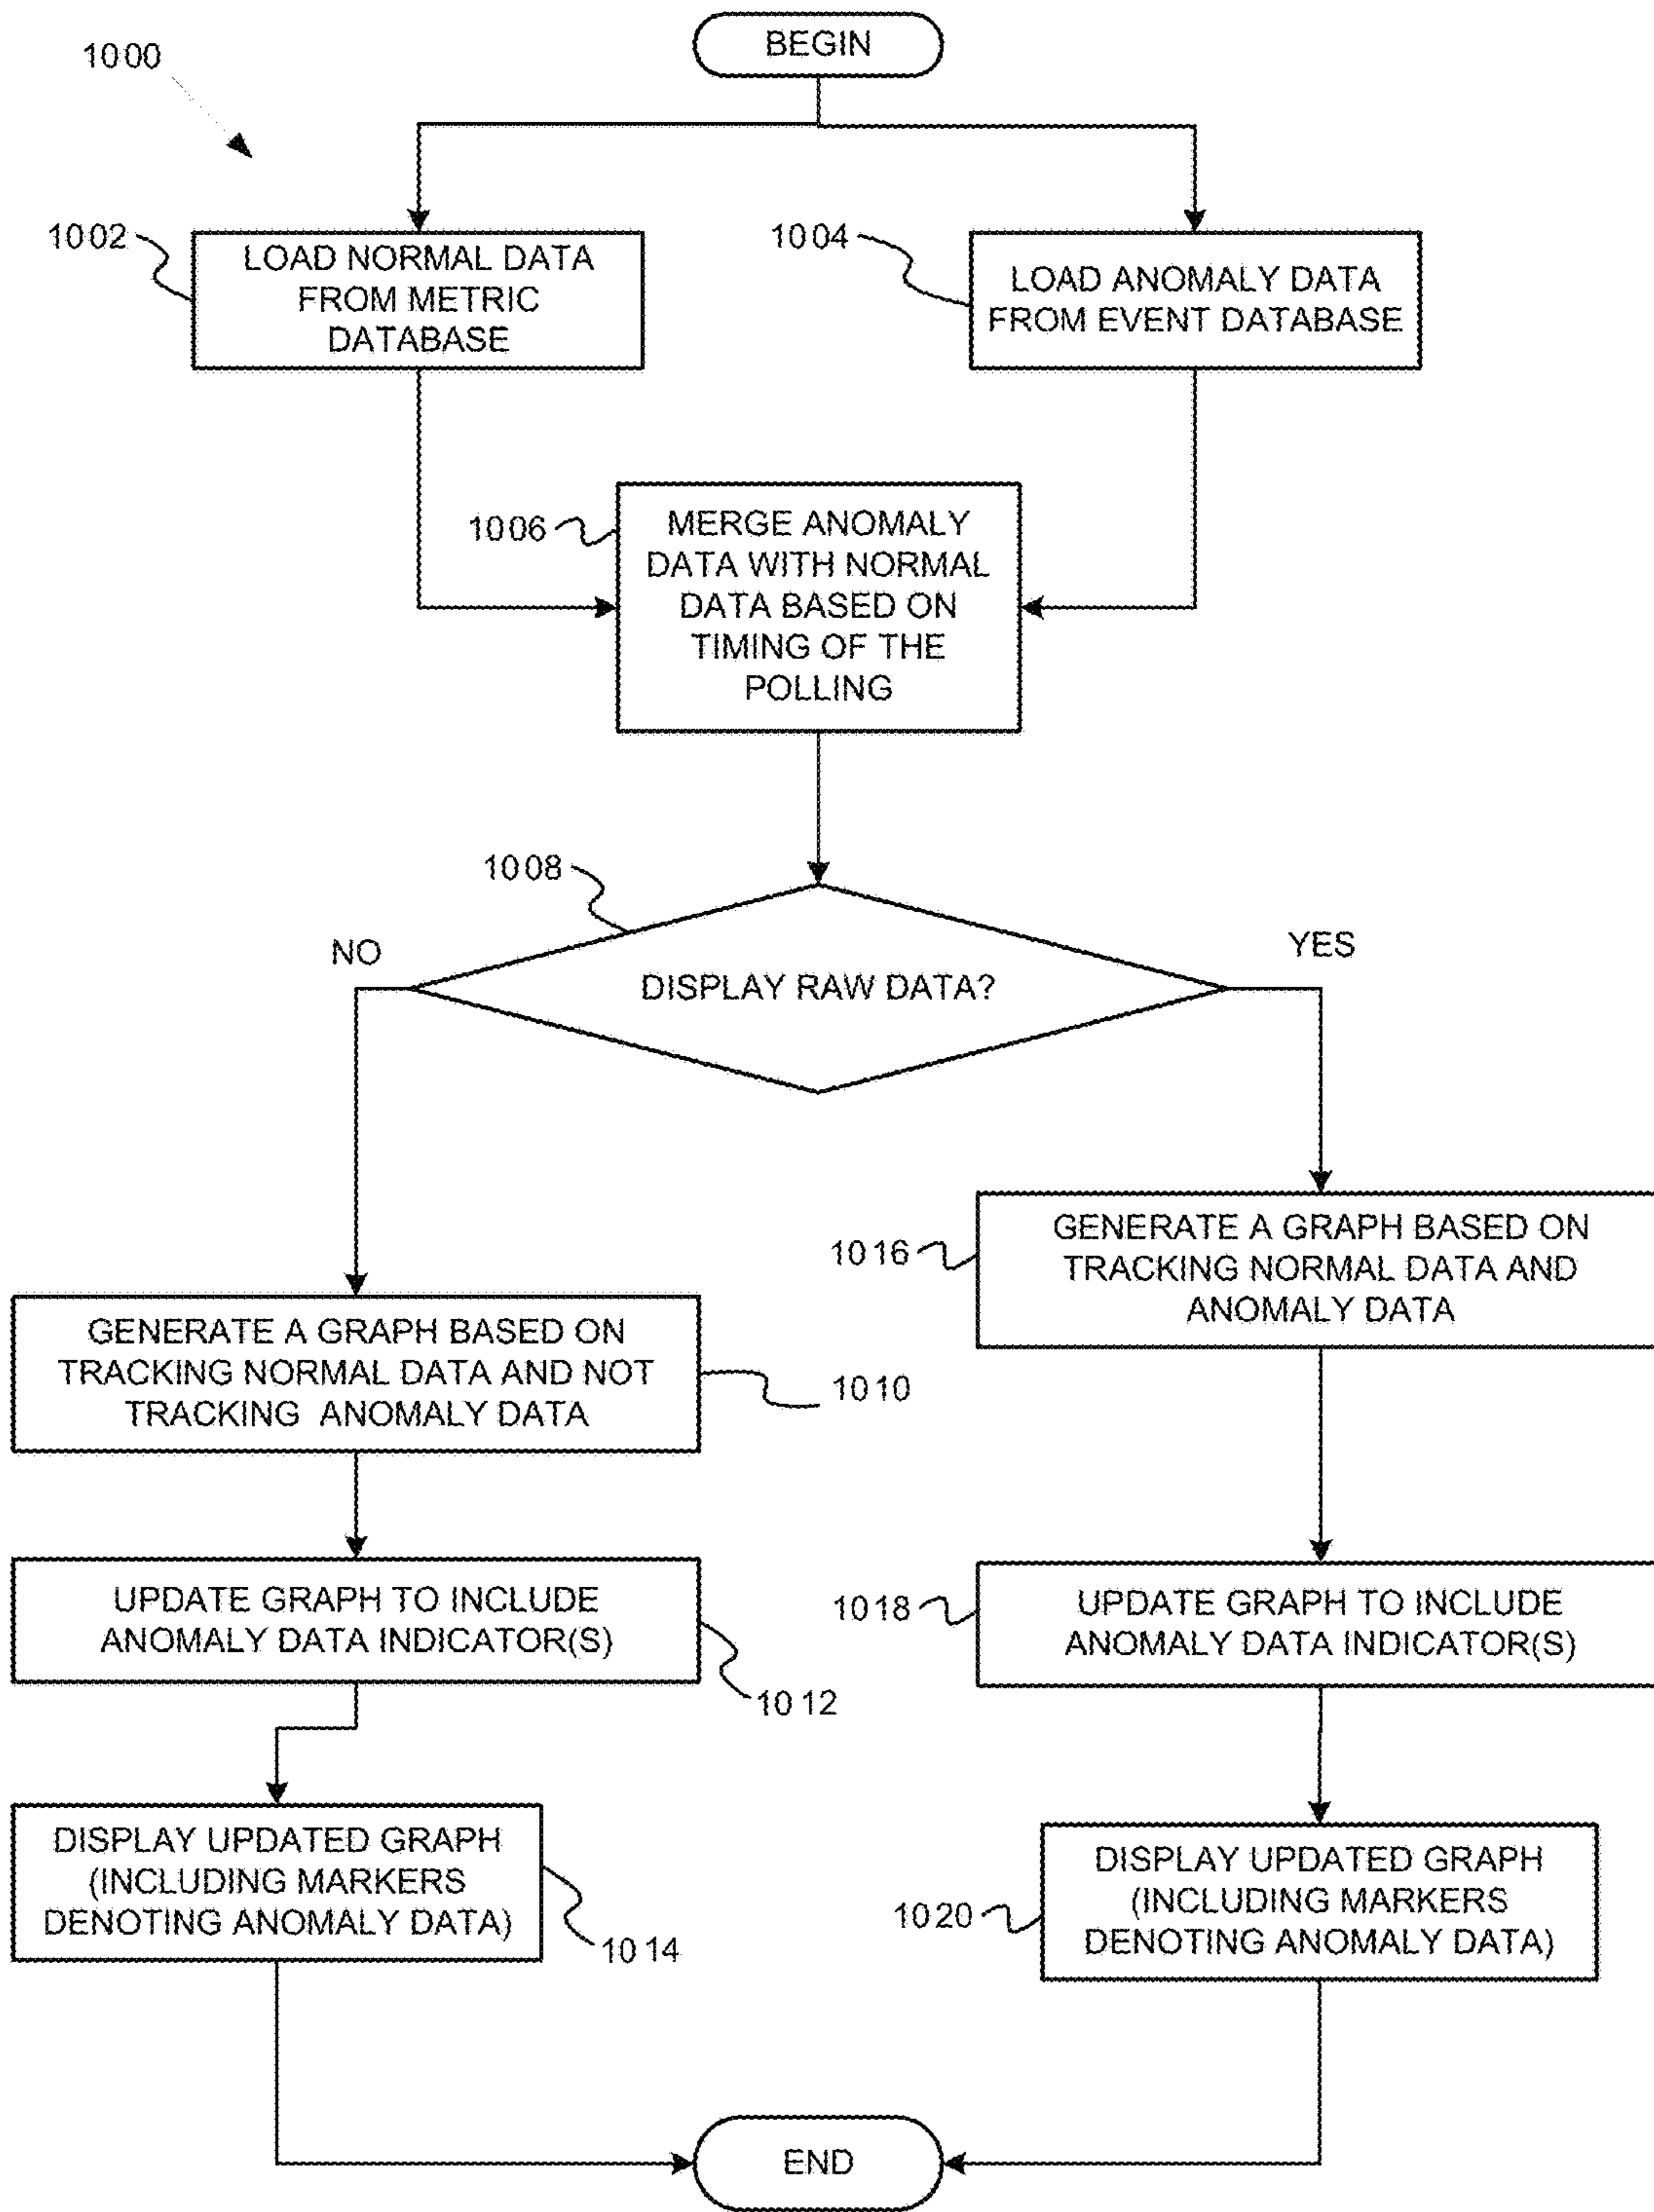 BEGIN
1000
1002
LOAD NORMAL DATA
FROM METRIC
DATABASE
1004
LOAD ANOMALY DATA
FROM EVENT DATABASE
1006
MERGE ANOMALY
DATA WITH NORMAL
DATA BASED ON
TIMING OF THE
POLLING
1008
NO
DISPLAY RAW DATA?
YES
GENERATE A GRAPH BASED ON
TRACKING NORMAL DATA AND NOT
TRACKING ANOMALY DATA
1010
UPDATE GRAPH TO INCLUDE
ANOMALY DATA INDICATOR(S)
1012
DISPLAY UPDATED GRAPH
(INCLUDING MARKERS
DENOTING ANOMALY DATA)
1014
1016
GENERATE A GRAPH BASED ON
TRACKING NORMAL DATA AND
ANOMALY DATA
1018
UPDATE GRAPH TO INCLUDE
ANOMALY DATA INDICATOR(S)
1020
DISPLAY UPDATED GRAPH
(INCLUDING MARKERS
DENOTING ANOMALY DATA)
END